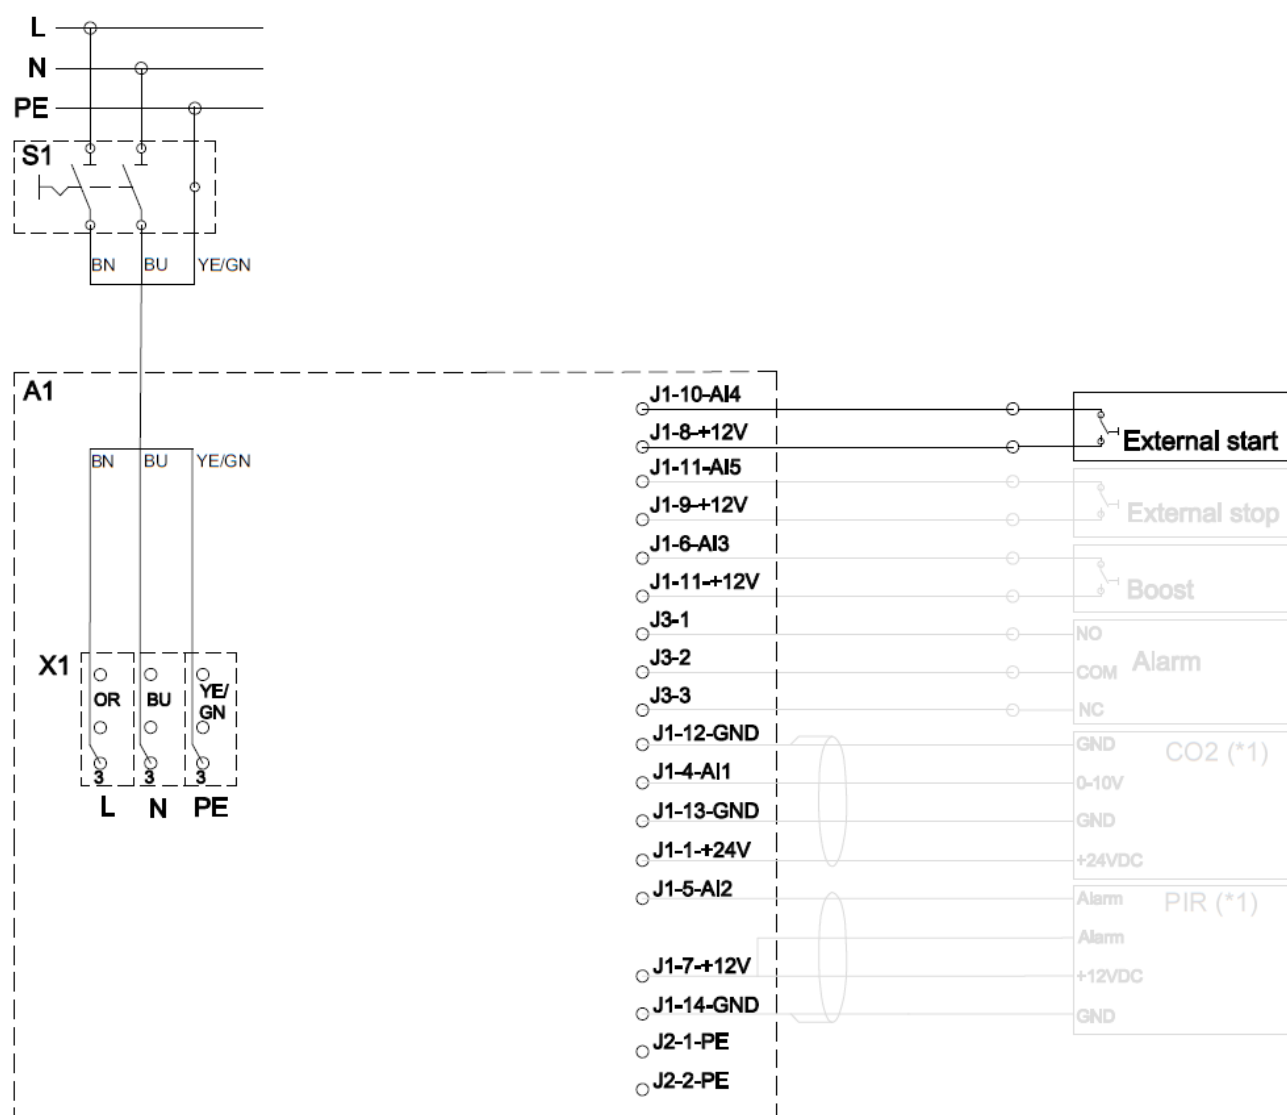 L
N
PE
S1
BN BU YE/GN
A1
J1-10-AI4
J1-8-+12V
External start
BN BU YE/GN
J1-11-AI5
J1-9-+12V
External stop
J1-6-AI3
J1-11-+12V
Boost
J3-1
NO
J3-2
COM
Alarm
J3-3
NC
X1
OR BU YE/
GN
3 3 3
L N PE
J1-12-GND
GND
CO2 (*1)
J1-4-AI1
0-10V
J1-13-GND
GND
J1-1-+24V
+24VDC
J1-5-AI2
Alarm
PIR (*1)
Alarm
J1-7-+12V
+12VDC
J1-14-GND
GND
J2-1-PE
J2-2-PE